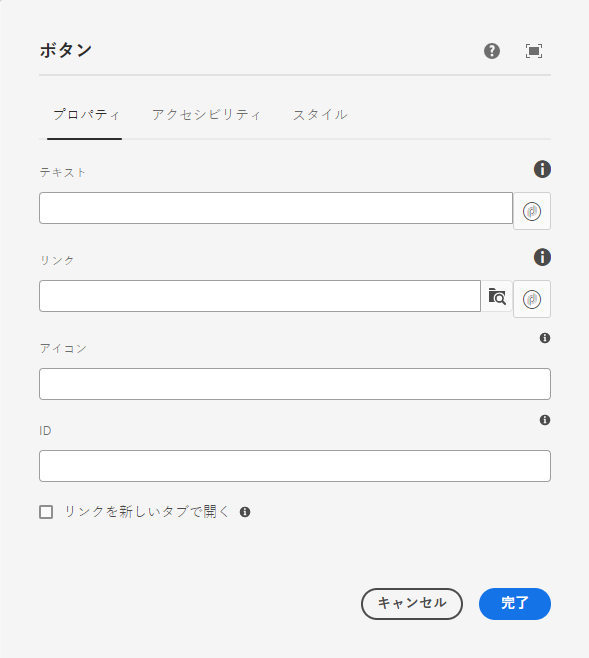 ボタン
プロパティ アクセシビリティ スタイル
テキスト
リンク
アイコン
ID
リンクを新しいタブで開く
キャンセル 完了